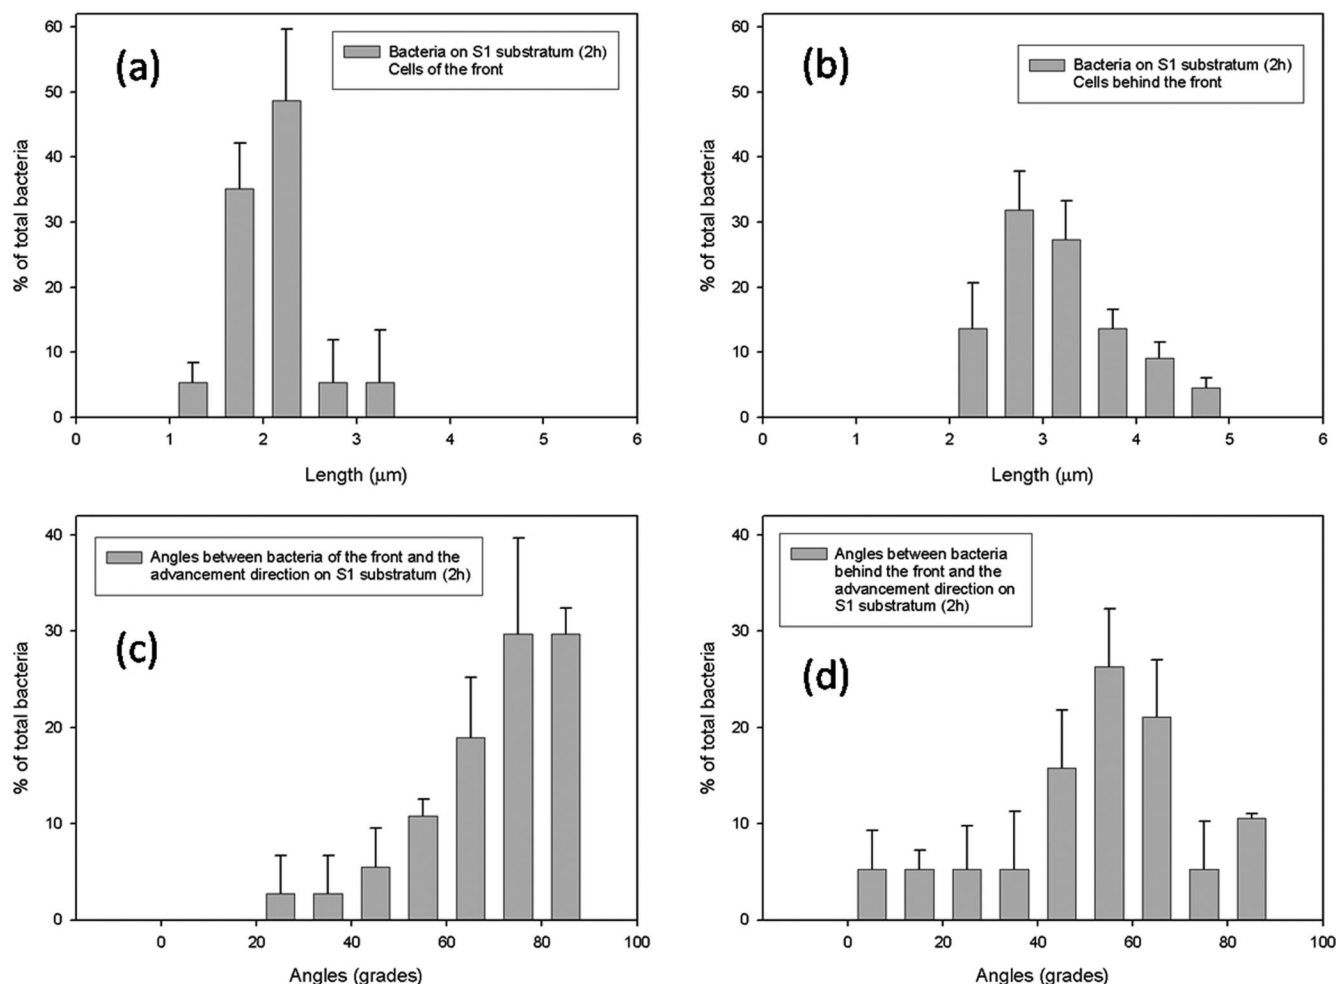 (a)
Bacteria on S1 substratum (2h)
Cells of the front
% of total bacteria
60
50
40
30
20
10
0
0 1 2 3 4 5 6
Length (μm)
(b)
Bacteria on S1 substratum (2h)
Cells behind the front
% of total bacteria
60
50
40
30
20
10
0
0 1 2 3 4 5 6
Length (μm)
(c)
Angles between bacteria of the front and the
advancement direction on S1 substratum (2h)
% of total bacteria
40
30
20
10
0
0 20 40 60 80 100
Angles (grades)
(d)
Angles between bacteria
behind the front and the
advancement direction on
S1 substratum (2h)
% of total bacteria
40
30
20
10
0
0 20 40 60 80 100
Angles (grades)